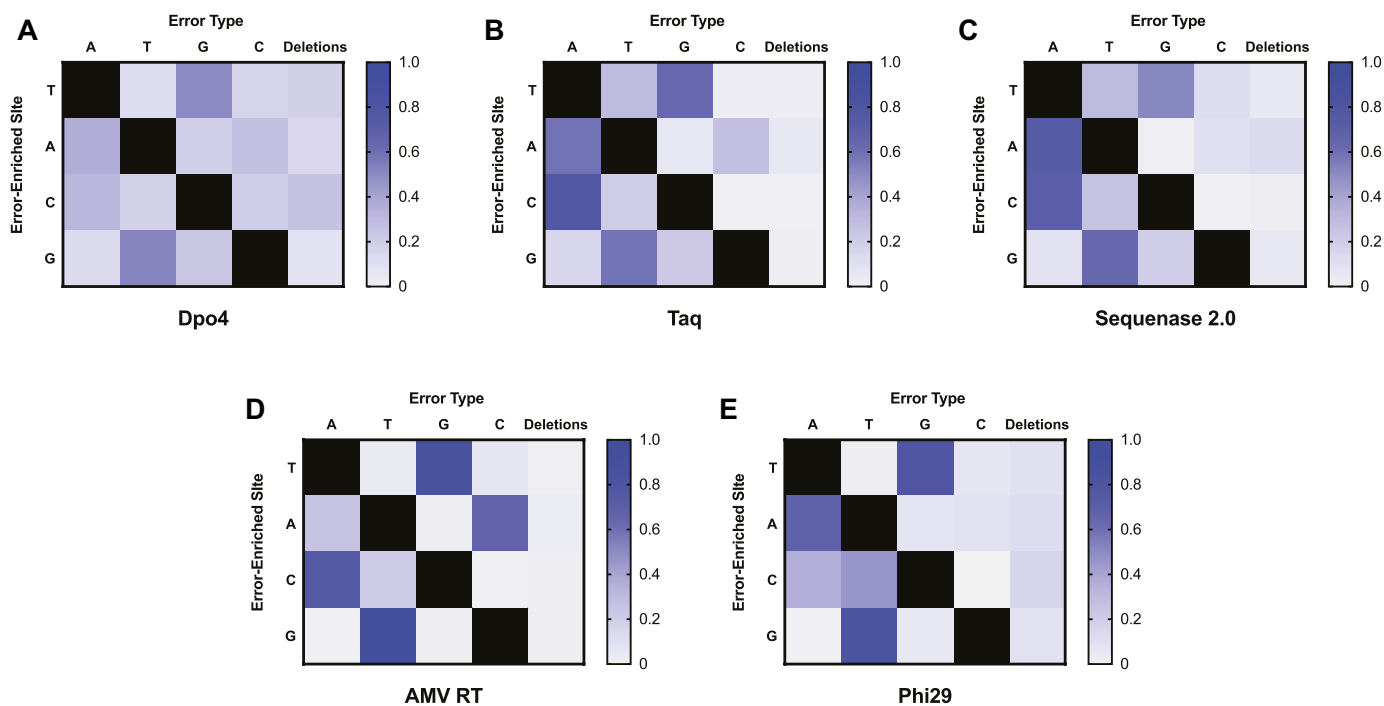 A
Error Type
A T G C Deletions
Error-Enriched SIte
T
A
C
G
1.0
0.8
0.6
0.4
0.2
0
Dpo4
B
Error Type
A T G C Deletions
Error-Enriched SIte
T
A
C
G
1.0
0.8
0.6
0.4
0.2
0
Taq
C
Error Type
A T G C Deletions
Error-Enriched SIte
T
A
C
G
1.0
0.8
0.6
0.4
0.2
0
Sequenase 2.0
D
Error Type
A T G C Deletions
Error-Enriched SIte
T
A
C
G
1.0
0.8
0.6
0.4
0.2
0
AMV RT
E
Error Type
A T G C Deletions
Error-Enriched SIte
T
A
C
G
1.0
0.8
0.6
0.4
0.2
0
Phi29